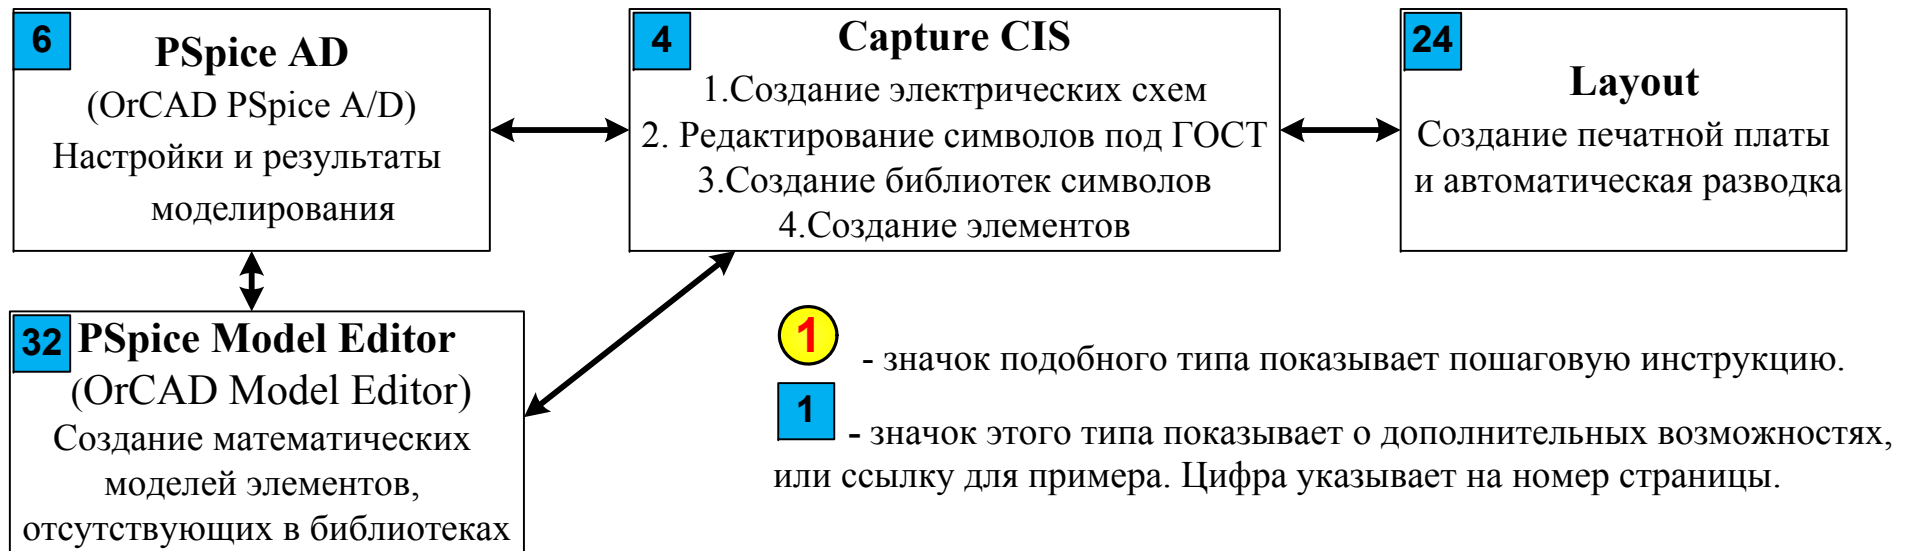 6
PSpice AD
(OrCAD PSpice A/D)
Настройки и результаты
моделирования
4
Capture CIS
1.Создание электрических схем
2. Редактирование символов под ГОСТ
3.Создание библиотек символов
4.Создание элементов
24
Layout
Создание печатной платы
и автоматическая разводка
32
PSpice Model Editor
(OrCAD Model Editor)
Создание математических
моделей элементов,
отсутствующих в библиотеках
1
- значок подобного типа показывает пошаговую инструкцию.
1
- значок этого типа показывает о дополнительных возможностях,
или ссылку для примера. Цифра указывает на номер страницы.